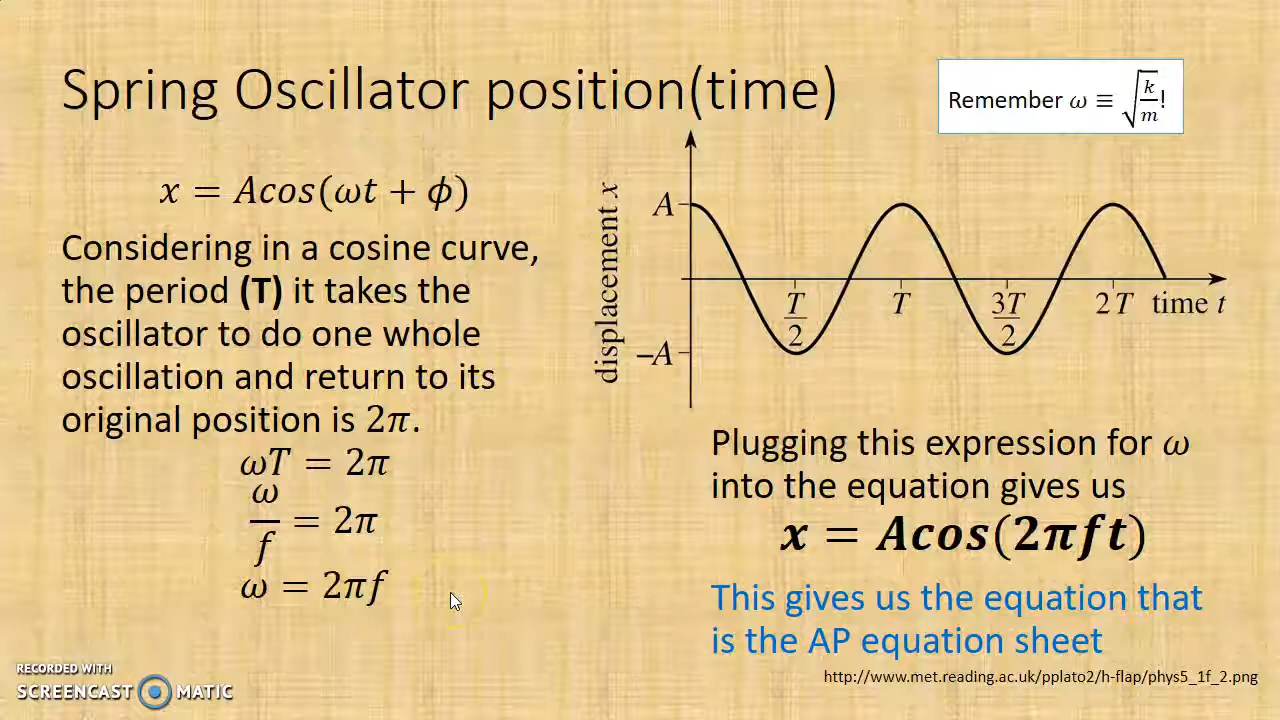 Spring Oscillator position(time)
Remember ω ≡ √(k/m)!
x = Acos(ωt + ϕ)
Considering in a cosine curve,
the period (T) it takes the
oscillator to do one whole
oscillation and return to its
original position is 2π.
ωT = 2π
ω/f = 2π
ω = 2πf
displacement x
A
–A
T/2
T
3T/2
2T
time t
Plugging this expression for ω
into the equation gives us
x = Acos(2πft)
This gives us the equation that
is the AP equation sheet
http://www.met.reading.ac.uk/pplato2/h-flap/phys5_1f_2.png
RECORDED WITH
SCREENCAST MATIC